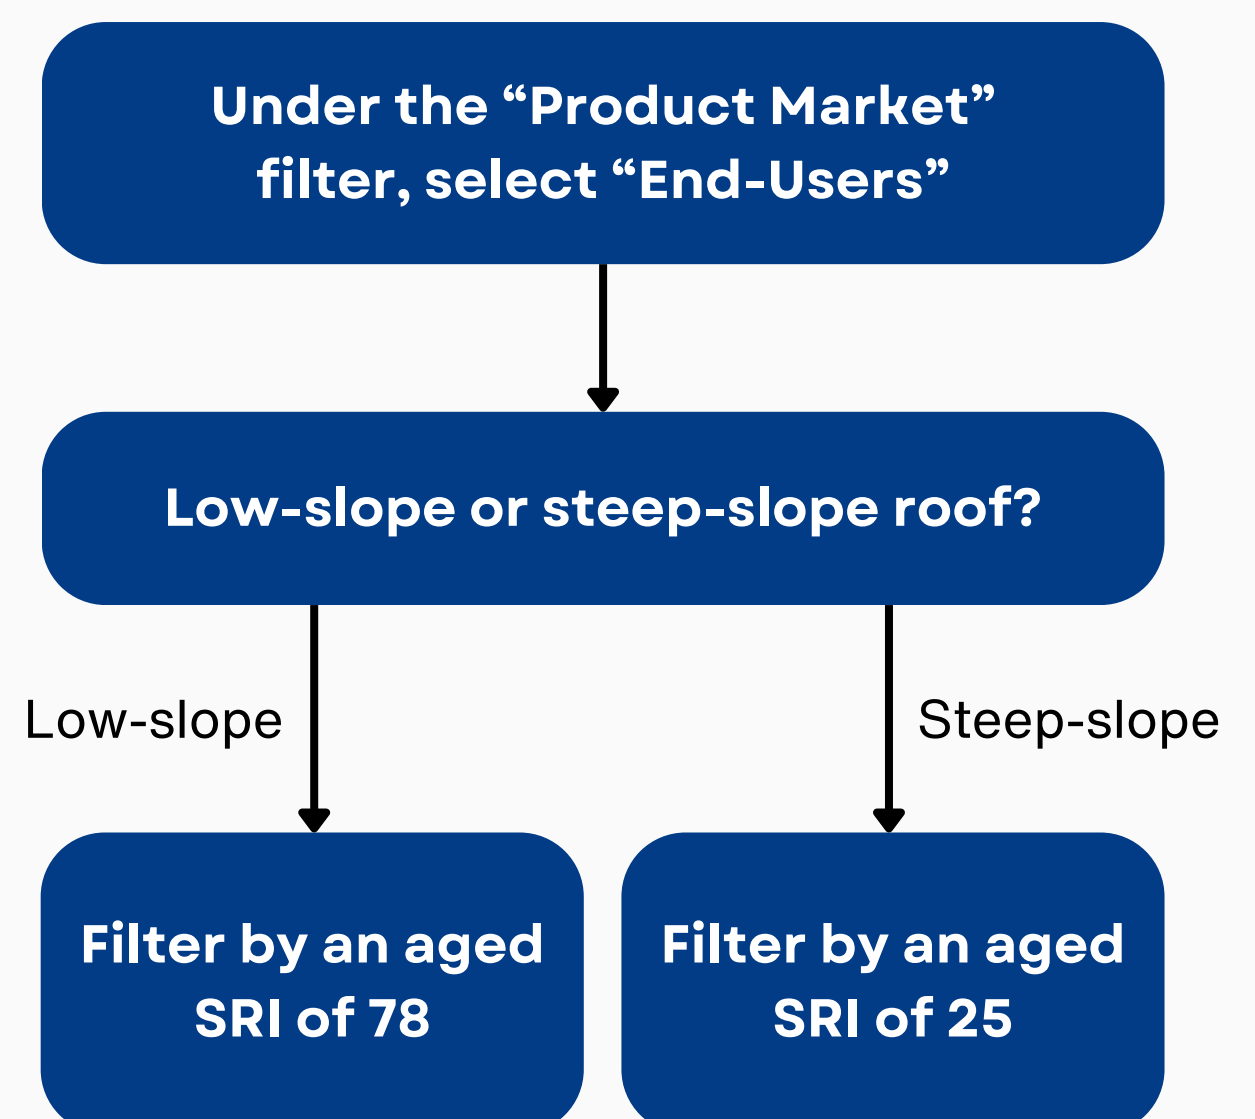 Under the “Product Market”
filter, select “End-Users”
Low-slope or steep-slope roof?
Low-slope
Steep-slope
Filter by an aged
SRI of 78
Filter by an aged
SRI of 25